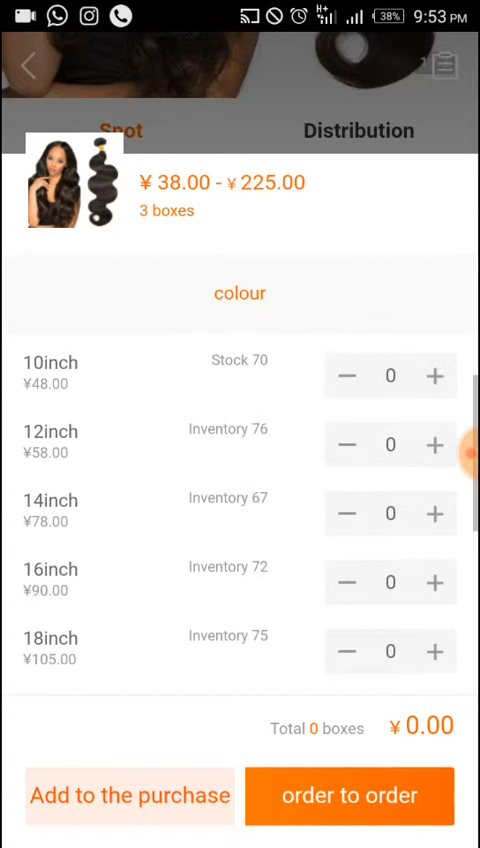 H+ 38% 9:53 PM
1
Spot Distribution
¥ 38.00 - ¥ 225.00
3 boxes
colour
10inch Stock 70 − 0 +
¥48.00
12inch Inventory 76 − 0 +
¥58.00
14inch Inventory 67 − 0 +
¥78.00
16inch Inventory 72 − 0 +
¥90.00
18inch Inventory 75 − 0 +
¥105.00
Total 0 boxes ¥ 0.00
Add to the purchase order to order